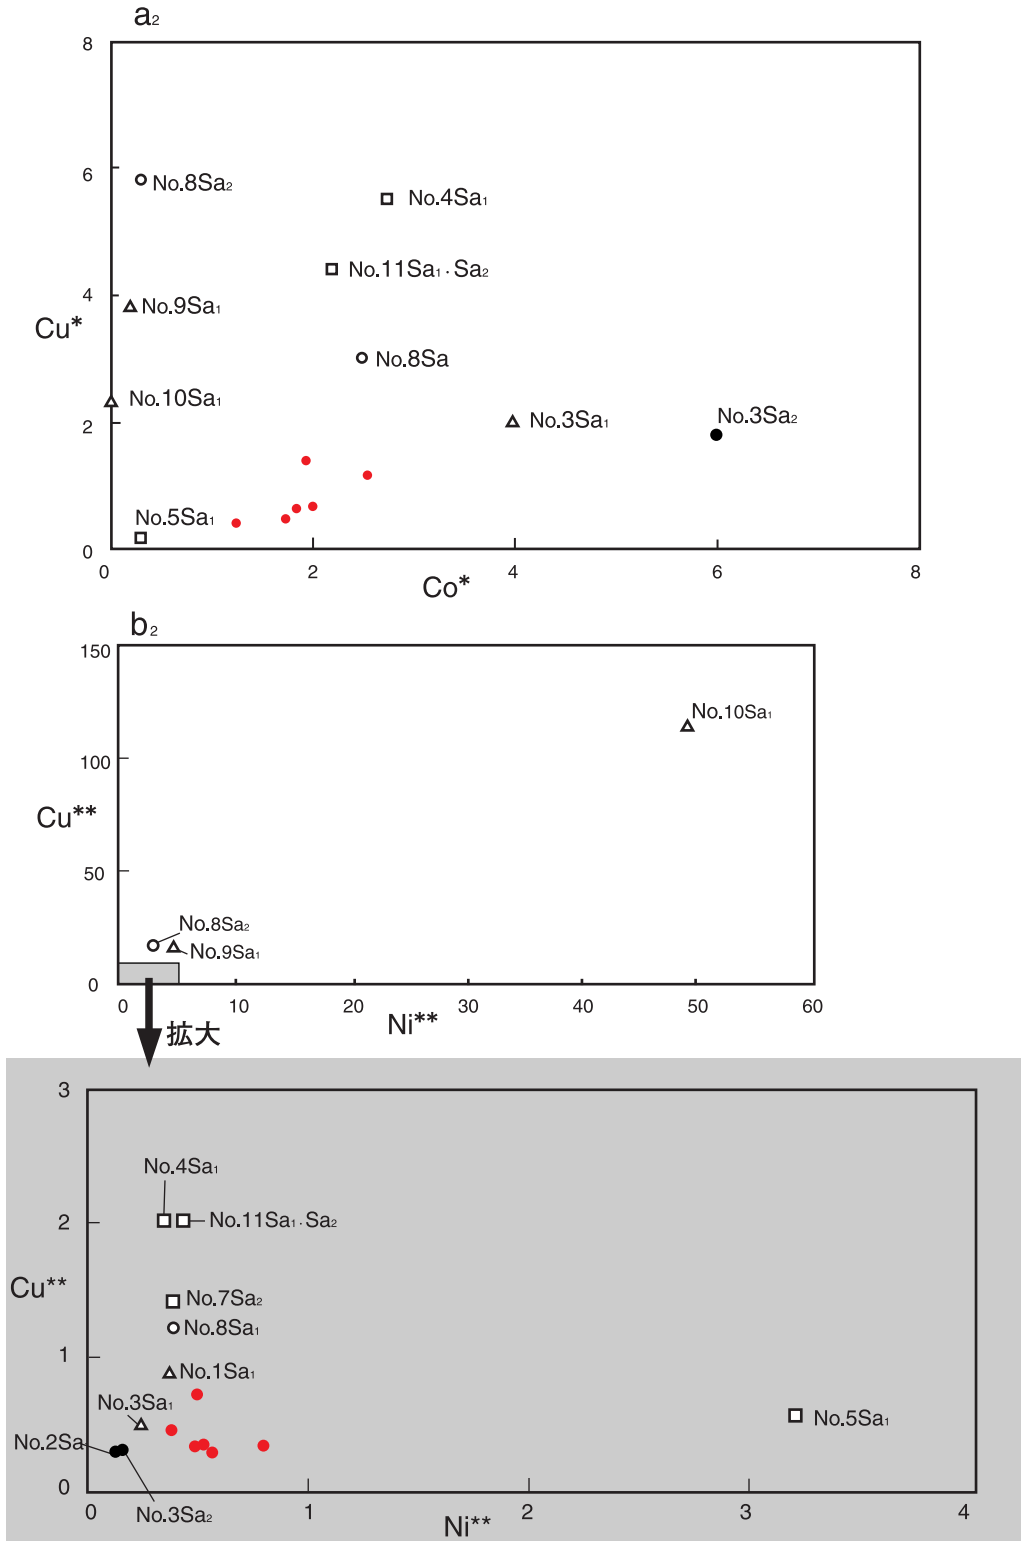 a₂
8
6
4
2
0
Cu*
No.8Sa₂
No.4Sa₁
No.11Sa₁·Sa₂
No.9Sa₁
No.8Sa
No.10Sa₁
No.3Sa₁
No.3Sa₂
No.5Sa₁
0 2 4 6 8
Co*
b₂
150
100
50
0
Cu**
No.10Sa₁
No.8Sa₂
No.9Sa₁
0 10 20 30 40 50 60
Ni**
拡大
3
2
1
0
Cu**
No.4Sa₁
No.11Sa₁·Sa₂
No.7Sa₂
No.8Sa₁
No.1Sa₁
No.3Sa₁
No.5Sa₁
No.2Sa
No.3Sa₂
0 1 2 3 4
Ni**